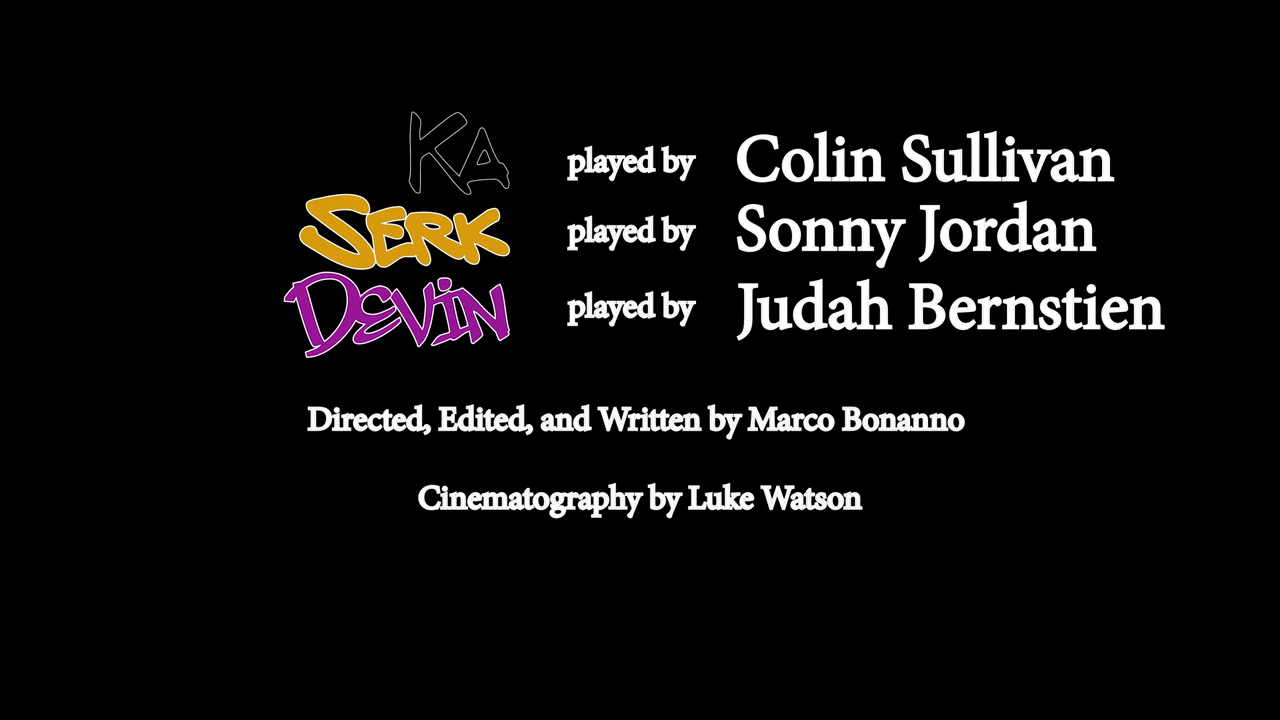 KA played by Colin Sullivan
SERK played by Sonny Jordan
DEViN played by Judah Bernstien
Directed, Edited, and Written by Marco Bonanno
Cinematography by Luke Watson